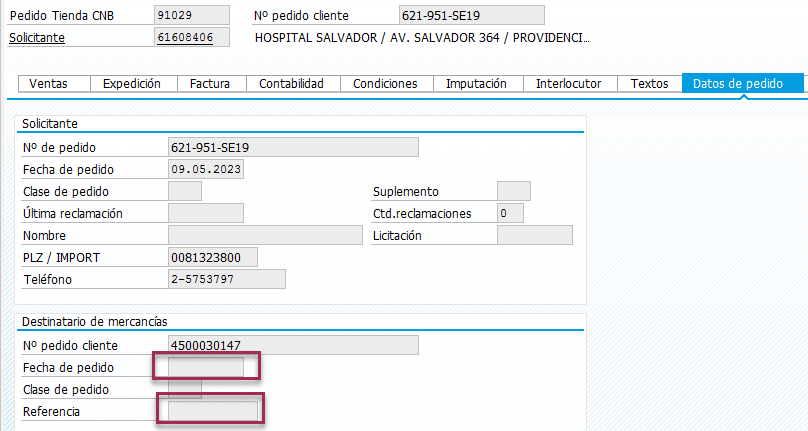 Pedido Tienda CNB 91029 Nº pedido cliente 621-951-SE19
Solicitante 61608406 HOSPITAL SALVADOR / AV. SALVADOR 364 / PROVIDENCI...
Ventas Expedición Factura Contabilidad Condiciones Imputación Interlocutor Textos Datos de pedido
Solicitante
Nº de pedido 621-951-SE19
Fecha de pedido 09.05.2023
Clase de pedido Suplemento
Última reclamación Ctd.reclamaciones 0
Nombre Licitación
PLZ / IMPORT 0081323800
Teléfono 2-5753797
Destinatario de mercancías
Nº pedido cliente 4500030147
Fecha de pedido
Clase de pedido
Referencia